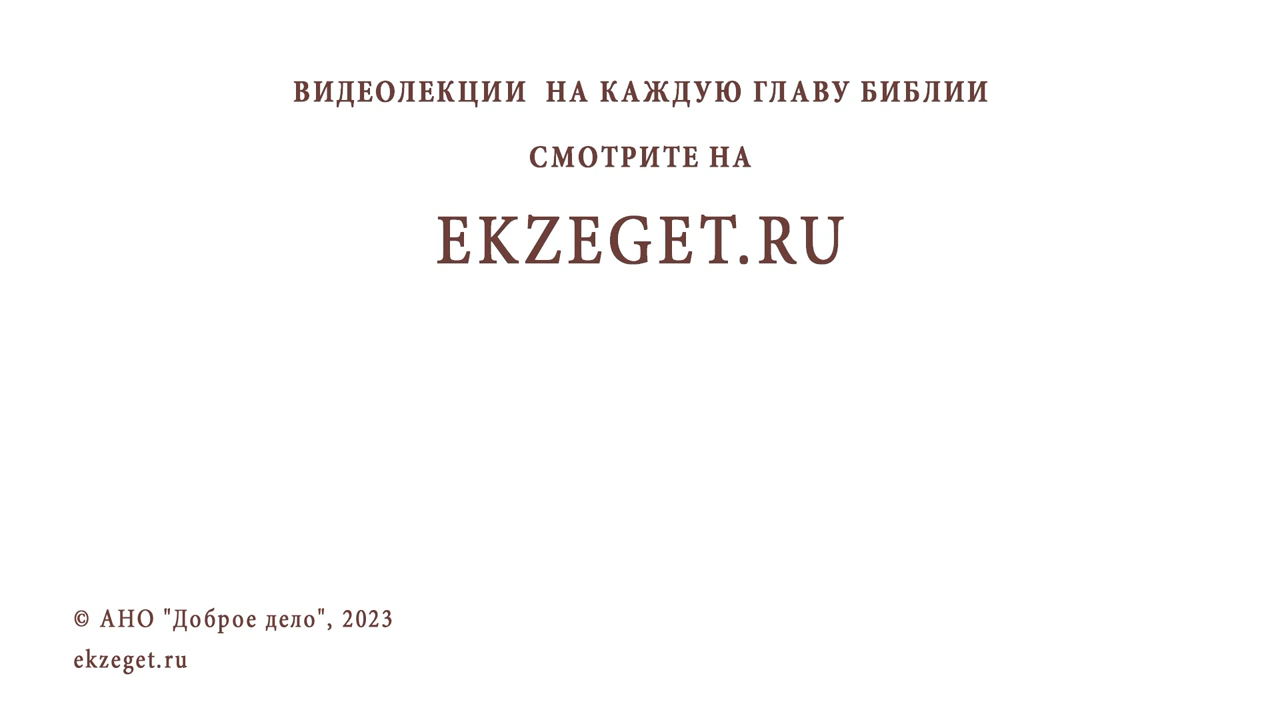 ВИДЕОЛЕКЦИИ НА КАЖДУЮ ГЛАВУ БИБЛИИ
СМОТРИТЕ НА
EKZEGET.RU
© АНО "Доброе дело", 2023
ekzeget.ru